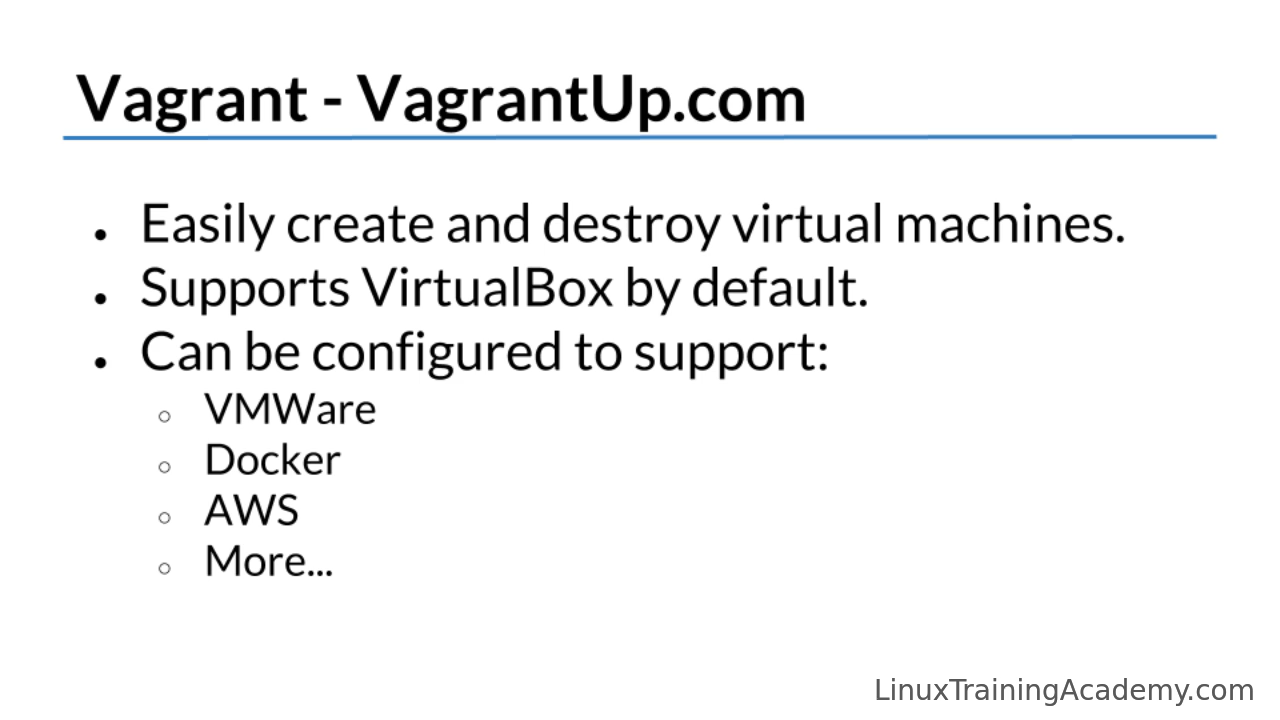 Vagrant - VagrantUp.com
• Easily create and destroy virtual machines.
• Supports VirtualBox by default.
• Can be configured to support:
○ VMWare
○ Docker
○ AWS
○ More...
LinuxTrainingAcademy.com